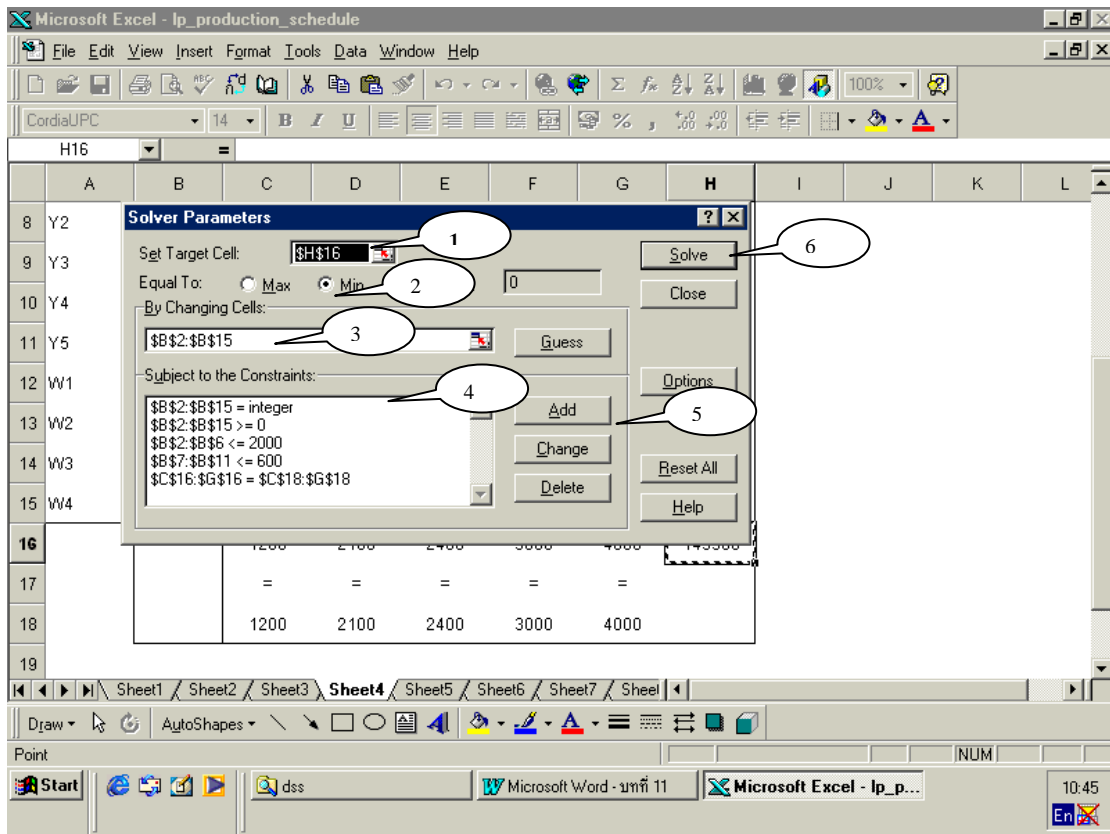 Microsoft Excel - lp_production_schedule
File Edit View Insert Format Tools Data Window Help
100%
CordiaUPC 14 B I U % ,
H16 =
A B C D E F G H I J K L
8 Y2
9 Y3
10 Y4
11 Y5
12 W1
13 W2
14 W3
15 W4
Solver Parameters
Set Target Cell: $H$16
1
Solve
6
Equal To: Max Min
2
0
Close
By Changing Cells:
$B$2:$B$15
3
Guess
Subject to the Constraints:
4
Options
$B$2:$B$15 = integer
$B$2:$B$15 >= 0
$B$2:$B$6 <= 2000
$B$7:$B$11 <= 600
$C$16:$G$16 = $C$18:$G$18
Add
5
Change
Delete
Reset All
Help
16 1200 2100 2400 3000 4000
17 = = = = =
18 1200 2100 2400 3000 4000
19
Sheet1 Sheet2 Sheet3 Sheet4 Sheet5 Sheet6 Sheet7 Sheel
Draw AutoShapes
Point NUM
Start dss Microsoft Word - บทที่ 11 Microsoft Excel - lp_p... 10:45
En